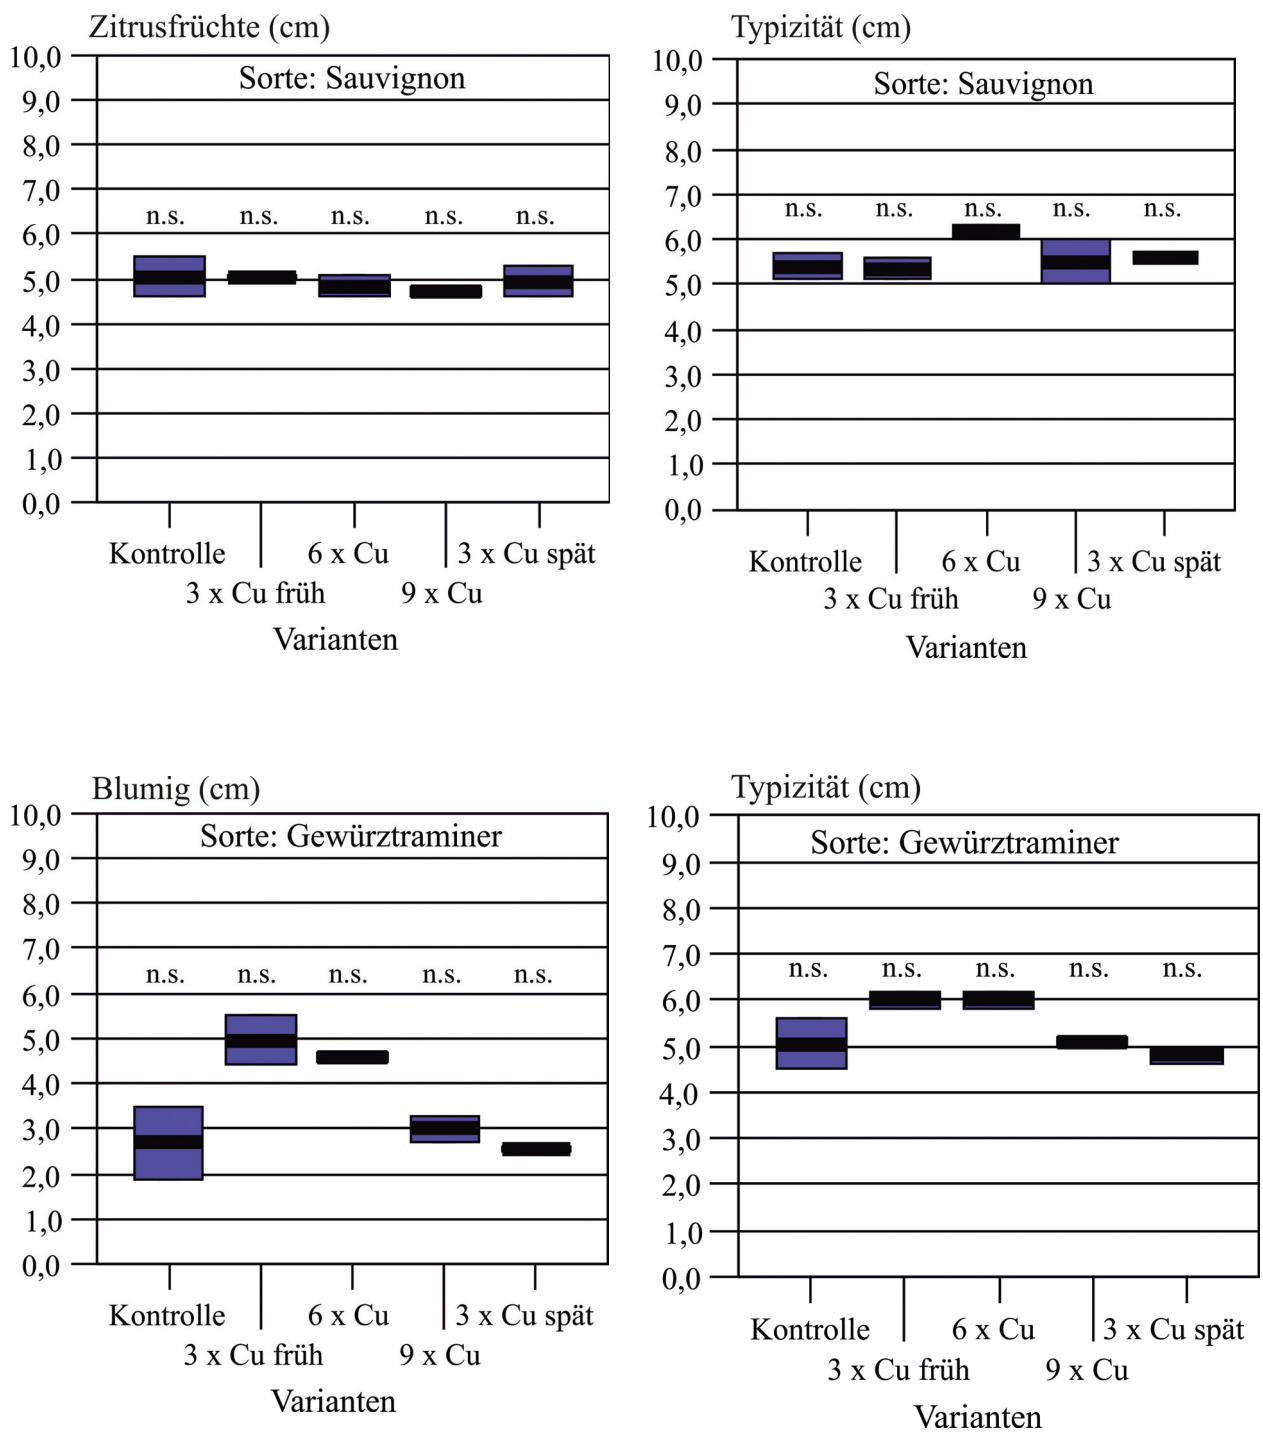 Zitrusfrüchte (cm)
10,0
Sorte: Sauvignon
9,0
8,0
7,0
n.s. n.s. n.s. n.s. n.s.
6,0
5,0
4,0
3,0
2,0
1,0
0,0
Kontrolle 6 x Cu 3 x Cu spät
3 x Cu früh 9 x Cu
Varianten
Typizität (cm)
10,0
Sorte: Sauvignon
9,0
8,0
7,0
n.s. n.s. n.s. n.s. n.s.
6,0
5,0
4,0
3,0
2,0
1,0
0,0
Kontrolle 6 x Cu 3 x Cu spät
3 x Cu früh 9 x Cu
Varianten
Blumig (cm)
10,0
Sorte: Gewürztraminer
9,0
8,0
7,0
n.s. n.s. n.s. n.s. n.s.
6,0
5,0
4,0
3,0
2,0
1,0
0,0
Kontrolle 6 x Cu 3 x Cu spät
3 x Cu früh 9 x Cu
Varianten
Typizität (cm)
10,0
Sorte: Gewürztraminer
9,0
8,0
7,0
n.s. n.s. n.s. n.s. n.s.
6,0
5,0
4,0
3,0
2,0
1,0
0,0
Kontrolle 6 x Cu 3 x Cu spät
3 x Cu früh 9 x Cu
Varianten